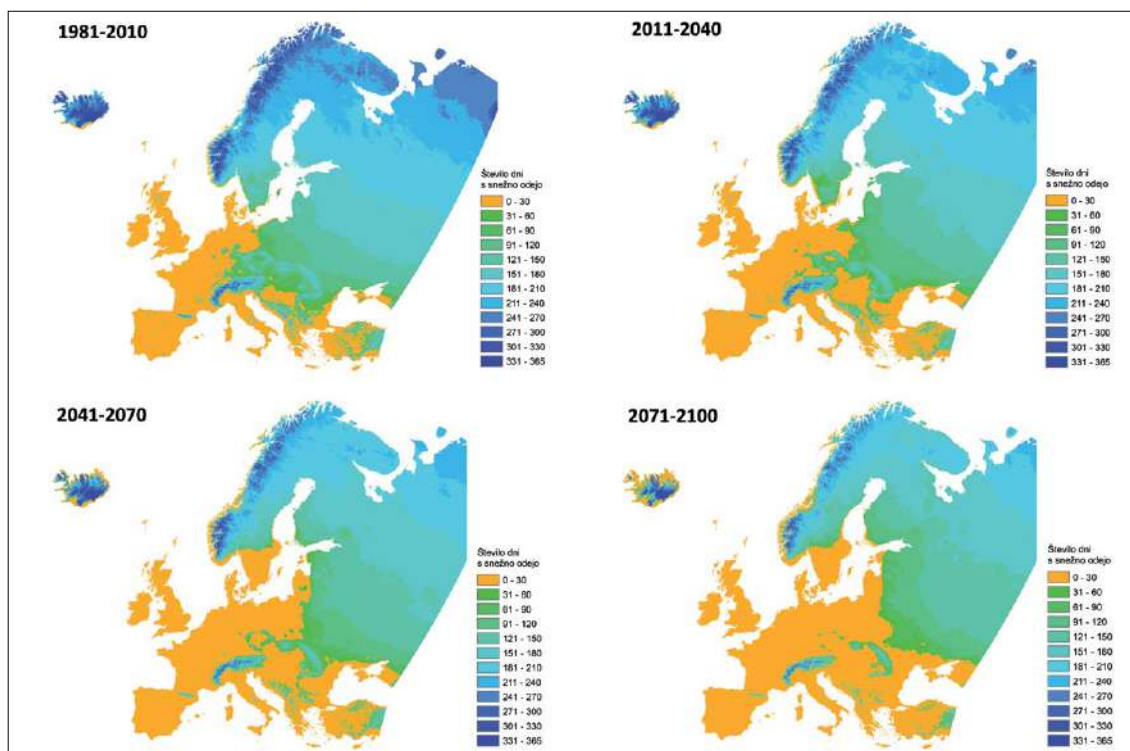 1981-2010
Število dni
s snežno odejo
0 - 30
31 - 60
61 - 90
91 - 120
121 - 150
151 - 180
181 - 210
211 - 240
241 - 270
271 - 300
301 - 330
331 - 365
2011-2040
Število dni
s snežno odejo
0 - 30
31 - 60
61 - 90
91 - 120
121 - 150
151 - 180
181 - 210
211 - 240
241 - 270
271 - 300
301 - 330
331 - 365
2041-2070
Število dni
s snežno odejo
0 - 30
31 - 60
61 - 90
91 - 120
121 - 150
151 - 180
181 - 210
211 - 240
241 - 270
271 - 300
301 - 330
331 - 365
2071-2100
Število dni
s snežno odejo
0 - 30
31 - 60
61 - 90
91 - 120
121 - 150
151 - 180
181 - 210
211 - 240
241 - 270
271 - 300
301 - 330
331 - 365